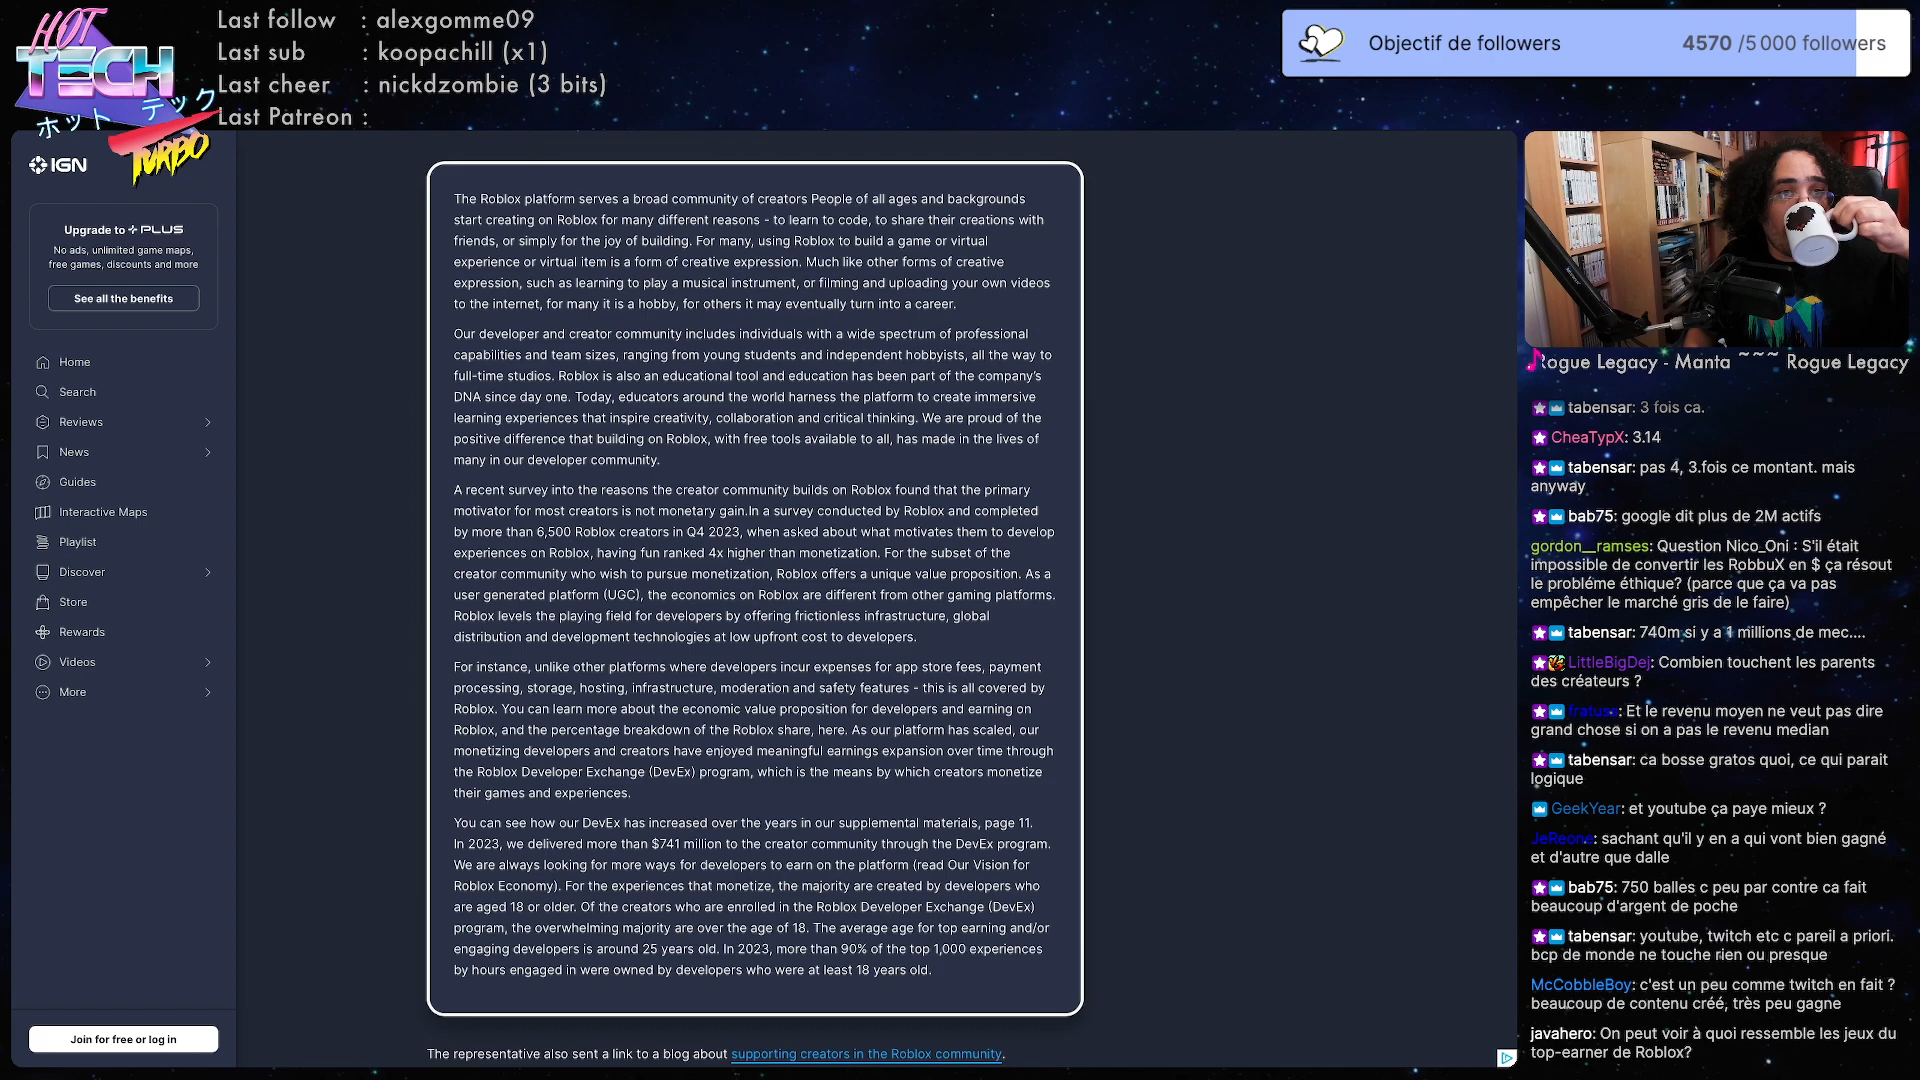 HOT
TECH
ホット テック
TURBO
Last follow : alexgomme09
Last sub : koopachill (x1)
Last cheer : nickdzombie (3 bits)
Last Patreon :
Objectif de followers 4570 /5 000 followers
IGN
Upgrade to PLUS
No ads, unlimited game maps,
free games, discounts and more
See all the benefits
Home
Search
Reviews
News
Guides
Interactive Maps
Playlist
Discover
Store
Rewards
Videos
More
Join for free or log in
The Roblox platform serves a broad community of creators People of all ages and backgrounds
start creating on Roblox for many different reasons - to learn to code, to share their creations with
friends, or simply for the joy of building. For many, using Roblox to build a game or virtual
experience or virtual item is a form of creative expression. Much like other forms of creative
expression, such as learning to play a musical instrument, or filming and uploading your own videos
to the internet, for many it is a hobby, for others it may eventually turn into a career.
Our developer and creator community includes individuals with a wide spectrum of professional
capabilities and team sizes, ranging from young students and independent hobbyists, all the way to
full-time studios. Roblox is also an educational tool and education has been part of the company's
DNA since day one. Today, educators around the world harness the platform to create immersive
learning experiences that inspire creativity, collaboration and critical thinking. We are proud of the
positive difference that building on Roblox, with free tools available to all, has made in the lives of
many in our developer community.
A recent survey into the reasons the creator community builds on Roblox found that the primary
motivator for most creators is not monetary gain.In a survey conducted by Roblox and completed
by more than 6,500 Roblox creators in Q4 2023, when asked about what motivates them to develop
experiences on Roblox, having fun ranked 4x higher than monetization. For the subset of the
creator community who wish to pursue monetization, Roblox offers a unique value proposition. As a
user generated platform (UGC), the economics on Roblox are different from other gaming platforms.
Roblox levels the playing field for developers by offering frictionless infrastructure, global
distribution and development technologies at low upfront cost to developers.
For instance, unlike other platforms where developers incur expenses for app store fees, payment
processing, storage, hosting, infrastructure, moderation and safety features - this is all covered by
Roblox. You can learn more about the economic value proposition for developers and earning on
Roblox, and the percentage breakdown of the Roblox share, here. As our platform has scaled, our
monetizing developers and creators have enjoyed meaningful earnings expansion over time through
the Roblox Developer Exchange (DevEx) program, which is the means by which creators monetize
their games and experiences.
You can see how our DevEx has increased over the years in our supplemental materials, page 11.
In 2023, we delivered more than $741 million to the creator community through the DevEx program.
We are always looking for more ways for developers to earn on the platform (read Our Vision for
Roblox Economy). For the experiences that monetize, the majority are created by developers who
are aged 18 or older. Of the creators who are enrolled in the Roblox Developer Exchange (DevEx)
program, the overwhelming majority are over the age of 18. The average age for top earning and/or
engaging developers is around 25 years old. In 2023, more than 90% of the top 1,000 experiences
by hours engaged in were owned by developers who were at least 18 years old.
The representative also sent a link to a blog about supporting creators in the Roblox community.
Rogue Legacy - Manta ~~~ Rogue Legacy
tabensar: 3 fois ca.
CheaTypX: 3.14
tabensar: pas 4, 3.fois ce montant. mais
anyway
bab75: google dit plus de 2M actifs
gordon__ramses: Question Nico_Oni : S'il était
impossible de convertir les RobbuX en $ ça résout
le probléme éthique? (parce que ça va pas
empêcher le marché gris de le faire)
tabensar: 740m si y a 1 millions de mec....
LittleBigDej: Combien touchent les parents
des créateurs ?
fratusa: Et le revenu moyen ne veut pas dire
grand chose si on a pas le revenu median
tabensar: ca bosse gratos quoi, ce qui parait
logique
GeekYear: et youtube ça paye mieux ?
JeReone: sachant qu'il y en a qui vont bien gagné
et d'autre que dalle
bab75: 750 balles c peu par contre ca fait
beaucoup d'argent de poche
tabensar: youtube, twitch etc c pareil a priori.
bcp de monde ne touche rien ou presque
McCobbleBoy: c'est un peu comme twitch en fait ?
beaucoup de contenu créé, très peu gagne
javahero: On peut voir à quoi ressemble les jeux du
top-earner de Roblox?